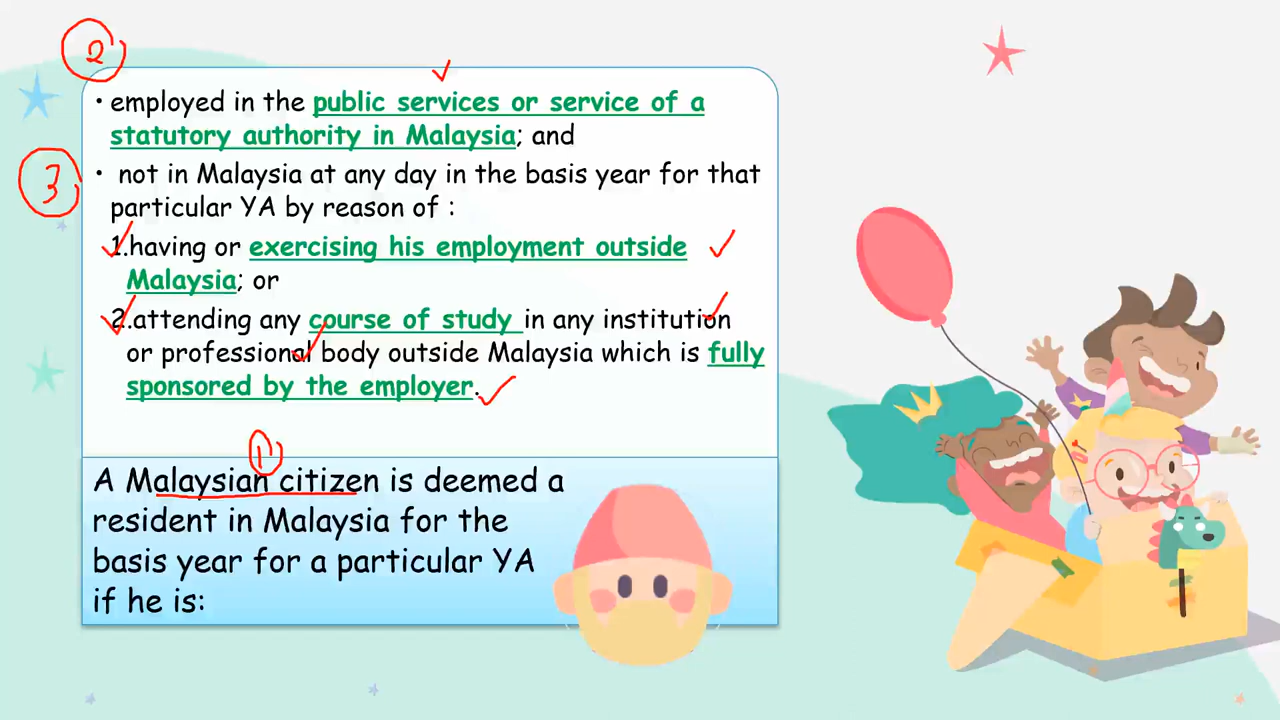 2
• employed in the public services or service of a
statutory authority in Malaysia; and
3
• not in Malaysia at any day in the basis year for that
particular YA by reason of :
1.having or exercising his employment outside
Malaysia; or
2.attending any course of study in any institution
or professional body outside Malaysia which is fully
sponsored by the employer.
1
A Malaysian citizen is deemed a
resident in Malaysia for the
basis year for a particular YA
if he is: